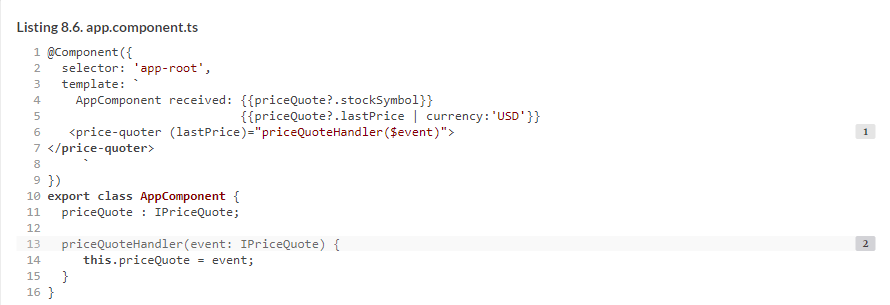 Listing 8.6. app.component.ts
1 @Component({
2   selector: 'app-root',
3   template: `
4     AppComponent received: {{priceQuote?.stockSymbol}}
5                            {{priceQuote?.lastPrice | currency:'USD'}}
6    <price-quoter (lastPrice)="priceQuoteHandler($event)"> 1
7 </price-quoter>
8      `
9 })
10 export class AppComponent {
11   priceQuote : IPriceQuote;
12
13   priceQuoteHandler(event: IPriceQuote) { 2
14      this.priceQuote = event;
15   }
16 }